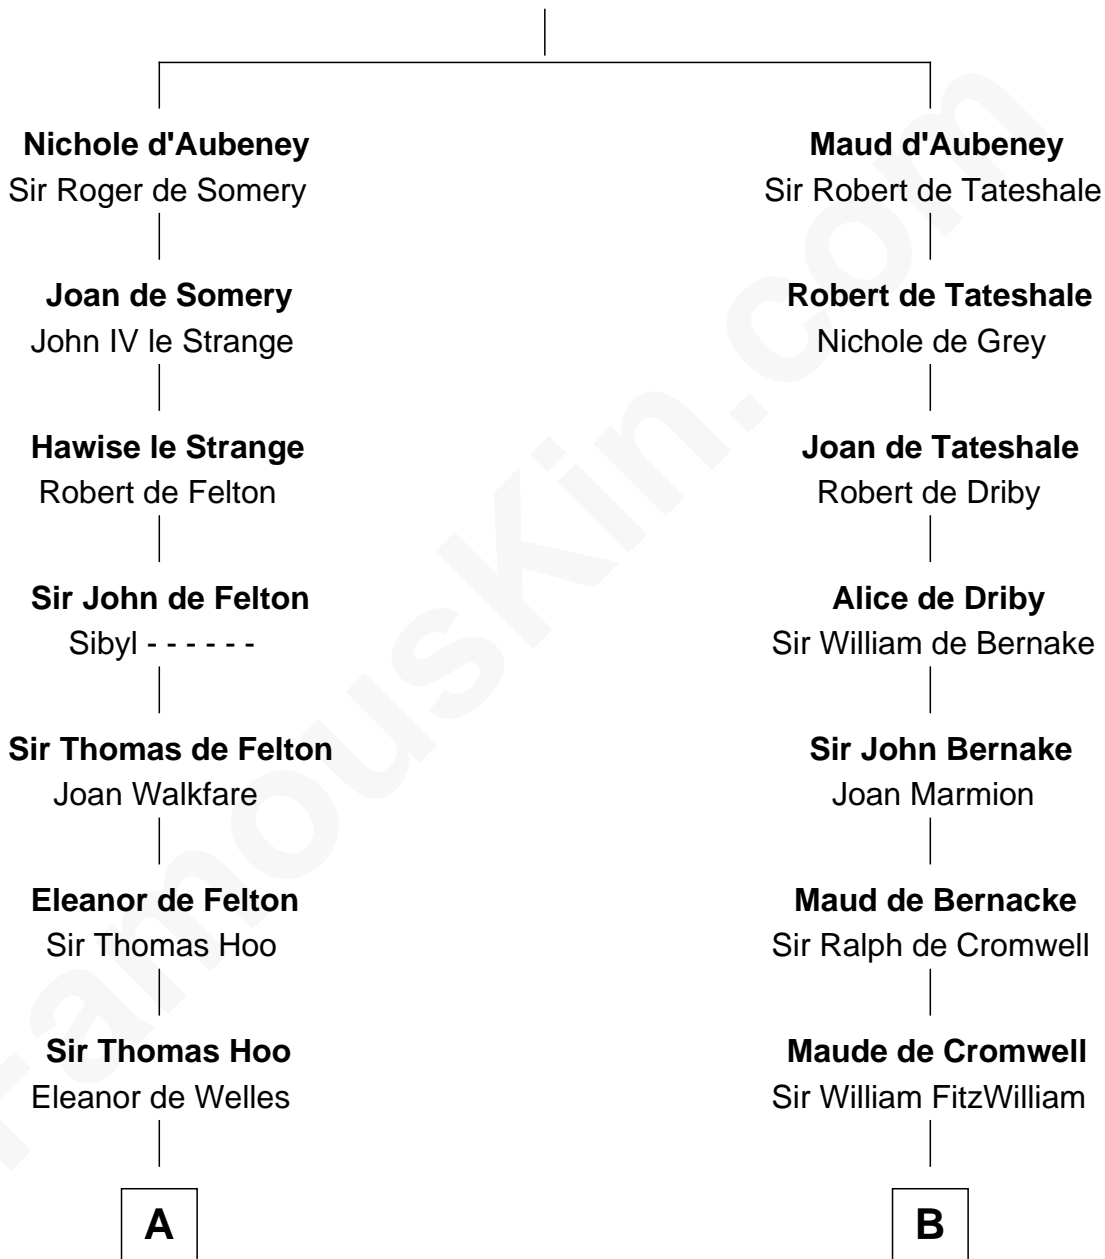 Nichole d'Aubeney
Sir Roger de Somery
Joan de Somery
John IV le Strange
Hawise le Strange
Robert de Felton
Sir John de Felton
Sibyl - - - - - -
Sir Thomas de Felton
Joan Walkfare
Eleanor de Felton
Sir Thomas Hoo
Sir Thomas Hoo
Eleanor de Welles
A
Maud d'Aubeney
Sir Robert de Tateshale
Robert de Tateshale
Nichole de Grey
Joan de Tateshale
Robert de Driby
Alice de Driby
Sir William de Bernake
Sir John Bernake
Joan Marmion
Maud de Bernacke
Sir Ralph de Cromwell
Maude de Cromwell
Sir William FitzWilliam
B
FamousKin.com